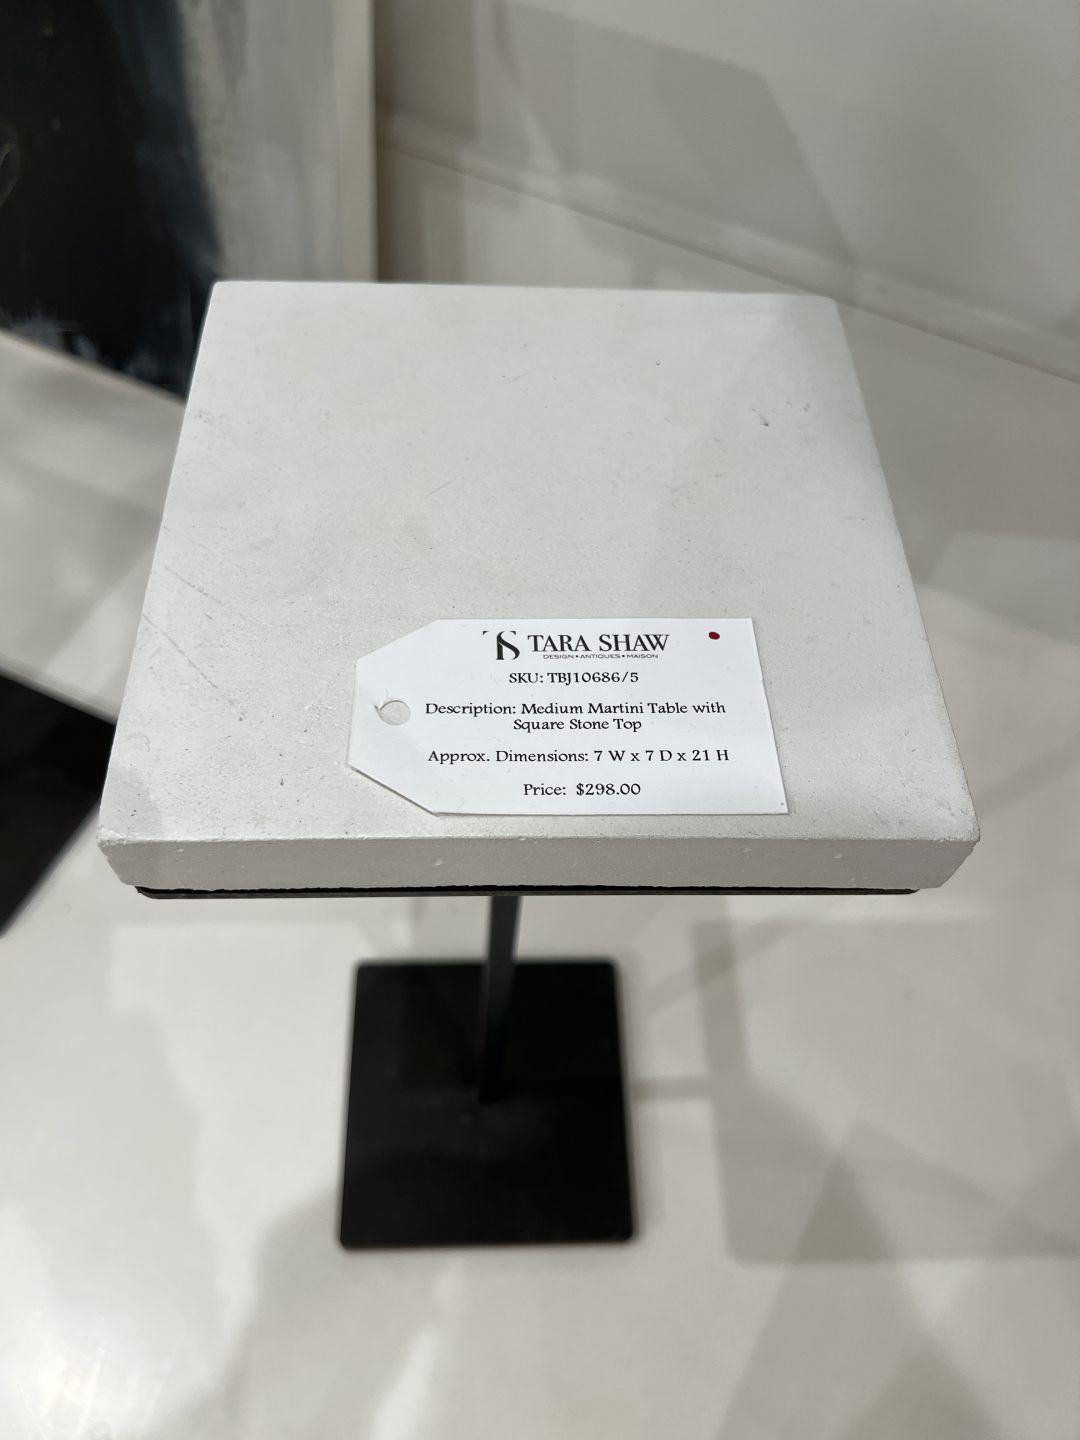 TS TARA SHAW
DESIGN • ANTIQUES • MAISON
SKU: TBJ10686/5
Description: Medium Martini Table with
Square Stone Top
Approx. Dimensions: 7 W x 7 D x 21 H
Price: $298.00